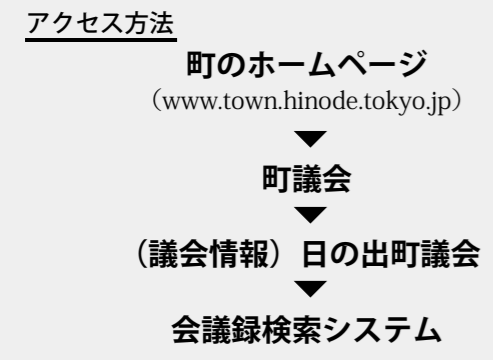 アクセス方法
町のホームページ
（www.town.hinode.tokyo.jp）
▼
町議会
▼
（議会情報）日の出町議会
▼
会議録検索システム